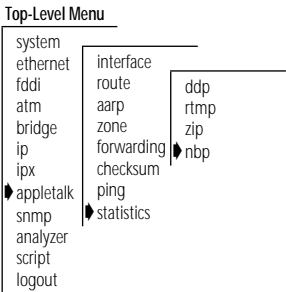 Top-Level Menu
system
ethernet
fddi
atm
bridge
ip
ipx
appletalk
snmp
analyzer
script
logout
interface
route
aarp
zone
forwarding
checksum
ping
statistics
ddp
rtmp
zip
nbp